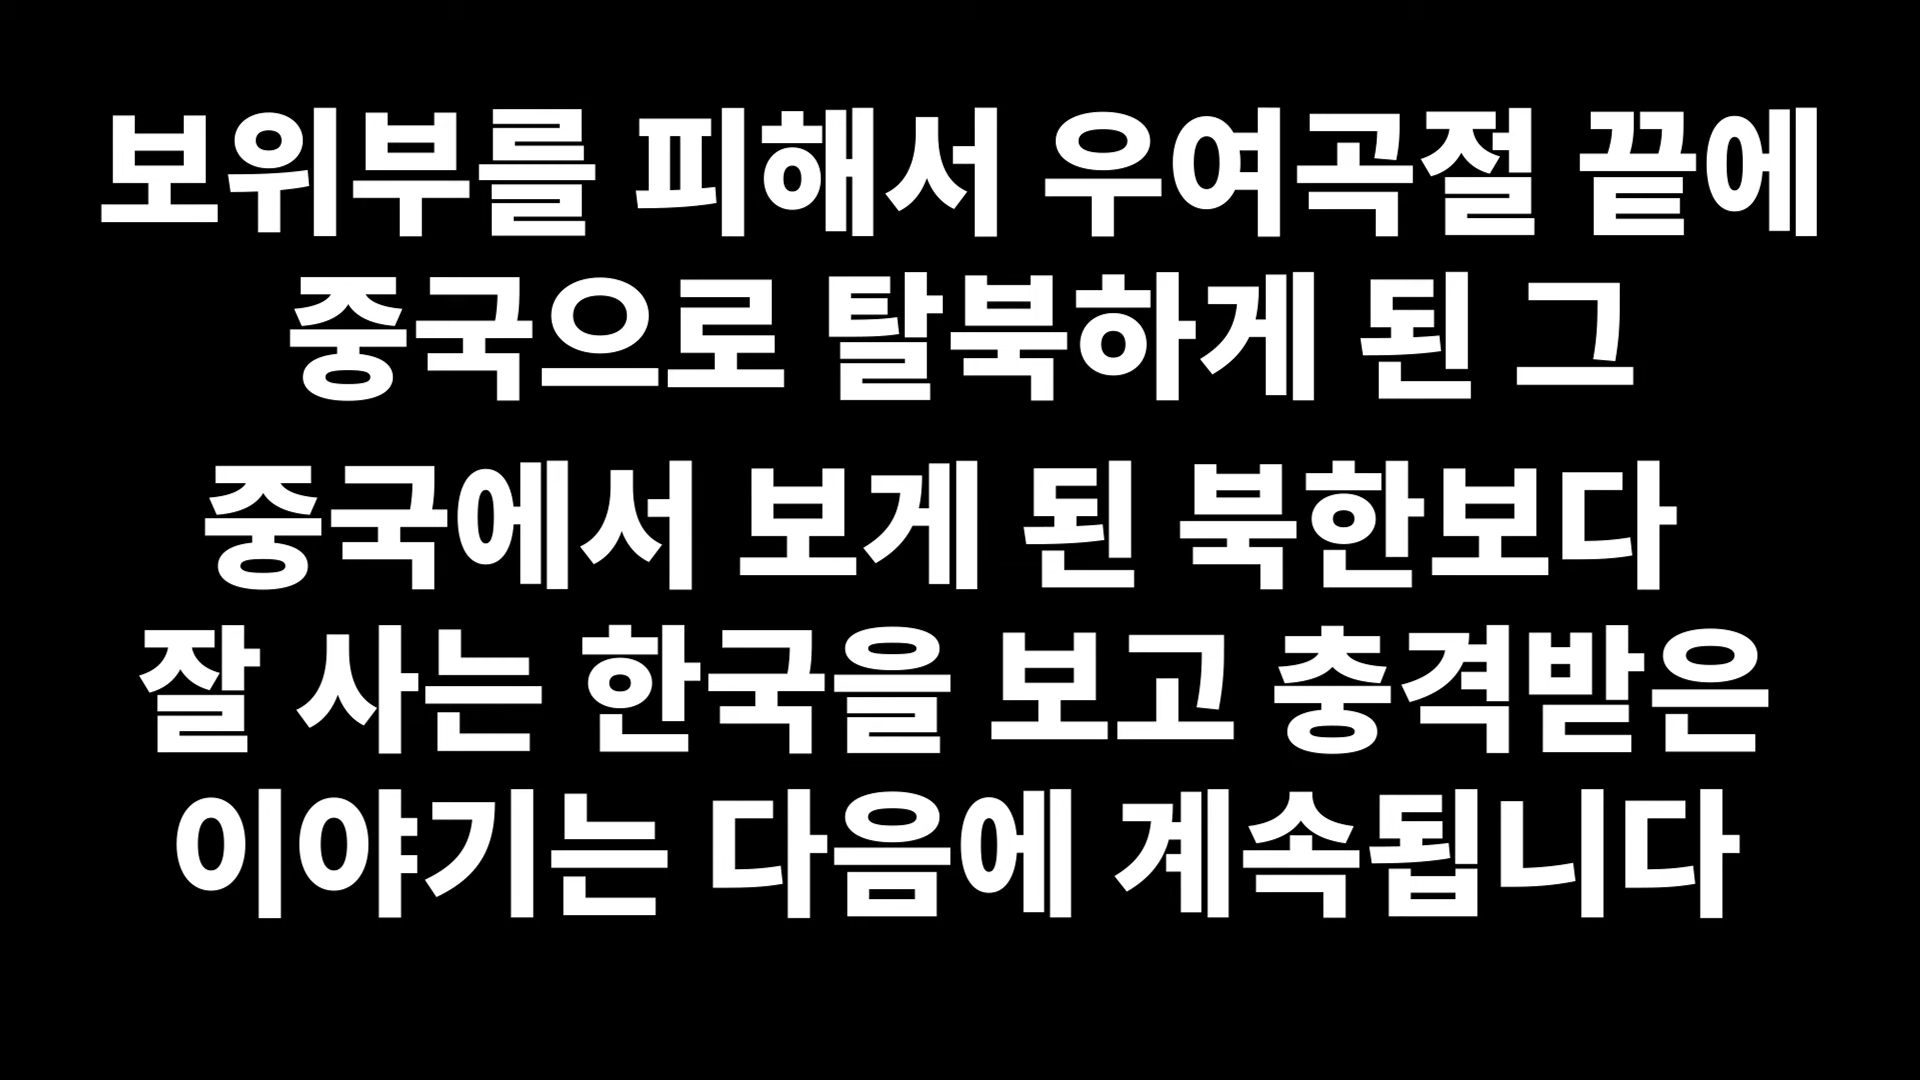 보위부를 피해서 우여곡절 끝에
중국으로 탈북하게 된 그
중국에서 보게 된 북한보다
잘 사는 한국을 보고 충격받은
이야기는 다음에 계속됩니다